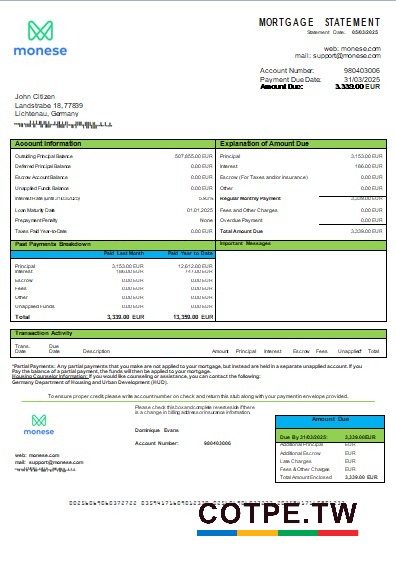 monese
MORTGAGE STATEMENT
Statement Date: 05/03/2025
web: monese.com
mail: support@monese.com
Account Number: 980403006
Payment Due Date: 31/03/2025
Amount Due: 3,339.00 EUR
John Citizen
Landstrabe 18, 77839
Lichtenau, Germany
Account Information
Outstanding Principal Balance 507,655.00 EUR
Deferred Principal Balance 0.00 EUR
Escrow Account Balance 0.00 EUR
Unapplied Funds Balance 0.00 EUR
Interest Rate (until 31/03/2025)
Loan Maturity Date 01.01.2025
Prepayment Penalty None
Taxes Paid Year-to-Date 0.00 EUR
Explanation of Amount Due
Principal 3,153.00 EUR
Interest 186.00 EUR
Escrow (For Taxes and/or insurance) 0.00 EUR
Other 0.00 EUR
Regular Monthly Payment 3,339.00 EUR
Fees and Other Charges 0.00 EUR
Overdue Payment 0.00 EUR
Total Amount Due 3,339.00 EUR
Past Payments Breakdown
Paid Last Month Paid Year to Date
Principal 3,153.00 EUR 12,612.00 EUR
Interest 186.00 EUR 747.00 EUR
Escrow 0.00 EUR 0.00 EUR
Fees 0.00 EUR 0.00 EUR
Other 0.00 EUR 0.00 EUR
Unapplied Funds 0.00 EUR 0.00 EUR
Total 3,339.00 EUR 13,359.00 EUR
Important Messages
Transaction Activity
Trans. Date Due Date Description Amount Principal Interest Escrow Fees Unapplied* Total
*Partial Payments: Any partial payments that you make are not applied to your mortgage, but instead are held in a separate unapplied account. If you
Pay the balance of a partial payment, the funds will then be applied to your mortgage.
Housing Counselor Information: If you would like counseling or assistance, you can contact the following:
Germany Department of Housing and Urban Development (HUD).
To ensure proper credit please write account number on check and return this stub along with your payment in envelope provided.
monese
web: monese.com
mail: support@monese.com
Please check this box and complete reverse side if there
is a change in billing address or insurance information.
Dominique Evans
Account Number: 980403006
Amount Due
Due By 31/03/2025: 3,339.00EUR
Additional Principal EUR
Additional Escrow EUR
Late Charges EUR
Fees & Other Charges EUR
Total Amount Enclosed 3,339.00 EUR
COTPE.TW